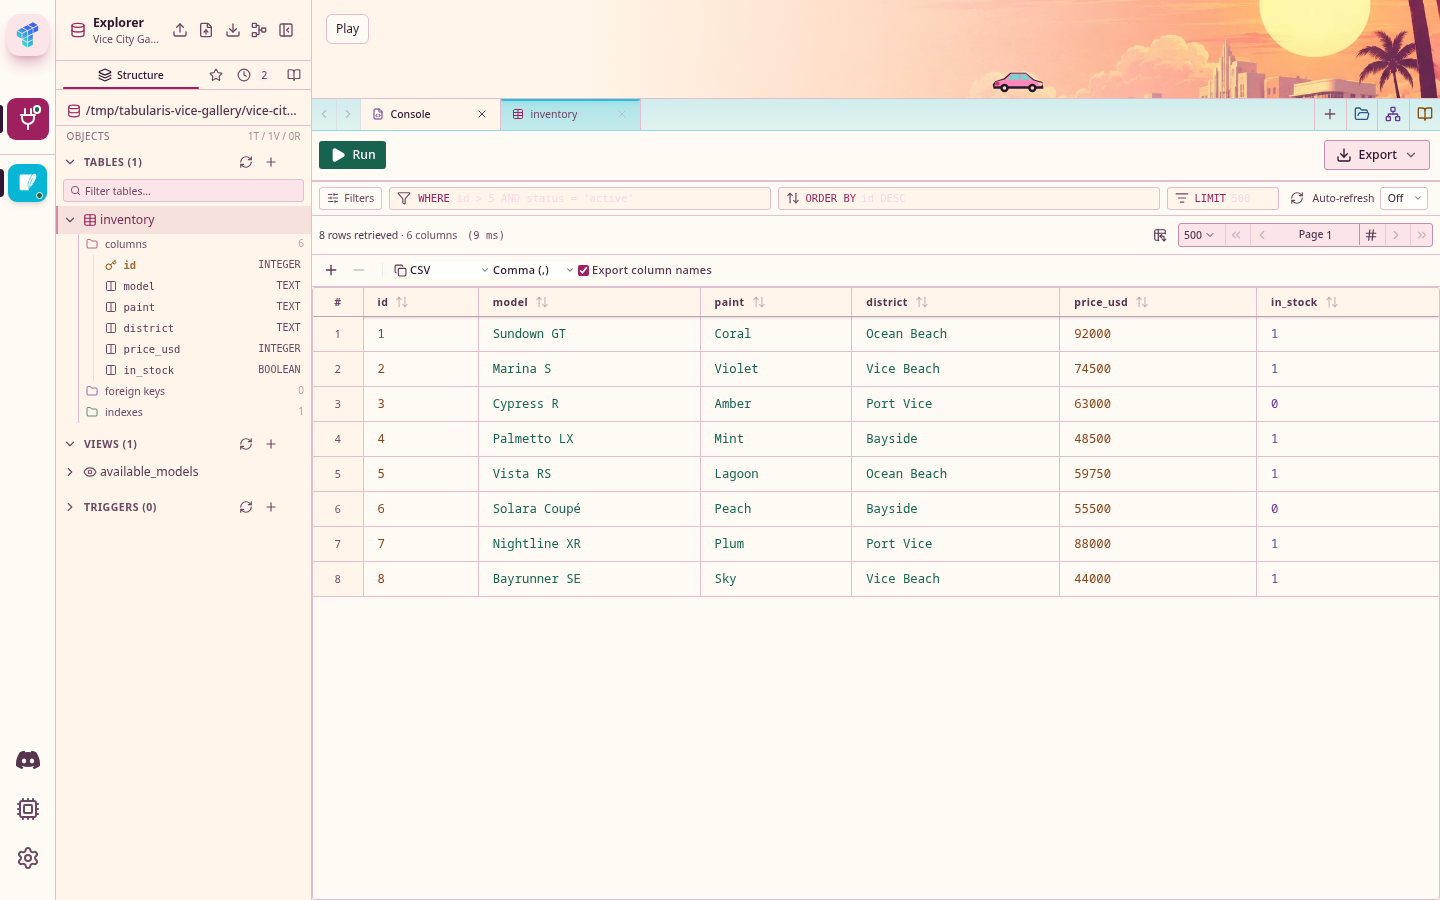 Explorer
Vice City Ga...
Structure
2
/tmp/tabularis-vice-gallery/vice-cit...
OBJECTS 1T / 1V / 0R
TABLES (1)
Filter tables...
inventory
columns 6
id INTEGER
model TEXT
paint TEXT
district TEXT
price_usd INTEGER
in_stock BOOLEAN
foreign keys 0
indexes 1
VIEWS (1)
available_models
TRIGGERS (0)
Play
Console
inventory
Run
Export
Filters
WHERE id > 5 AND status = 'active'
ORDER BY id DESC
LIMIT 500
Auto-refresh
Off
8 rows retrieved · 6 columns (9 ms)
500
Page 1
CSV
Comma (,)
Export column names
# id model paint district price_usd in_stock
1 1 Sundown GT Coral Ocean Beach 92000 1
2 2 Marina S Violet Vice Beach 74500 1
3 3 Cypress R Amber Port Vice 63000 0
4 4 Palmetto LX Mint Bayside 48500 1
5 5 Vista RS Lagoon Ocean Beach 59750 1
6 6 Solara Coupé Peach Bayside 55500 0
7 7 Nightline XR Plum Port Vice 88000 1
8 8 Bayrunner SE Sky Vice Beach 44000 1